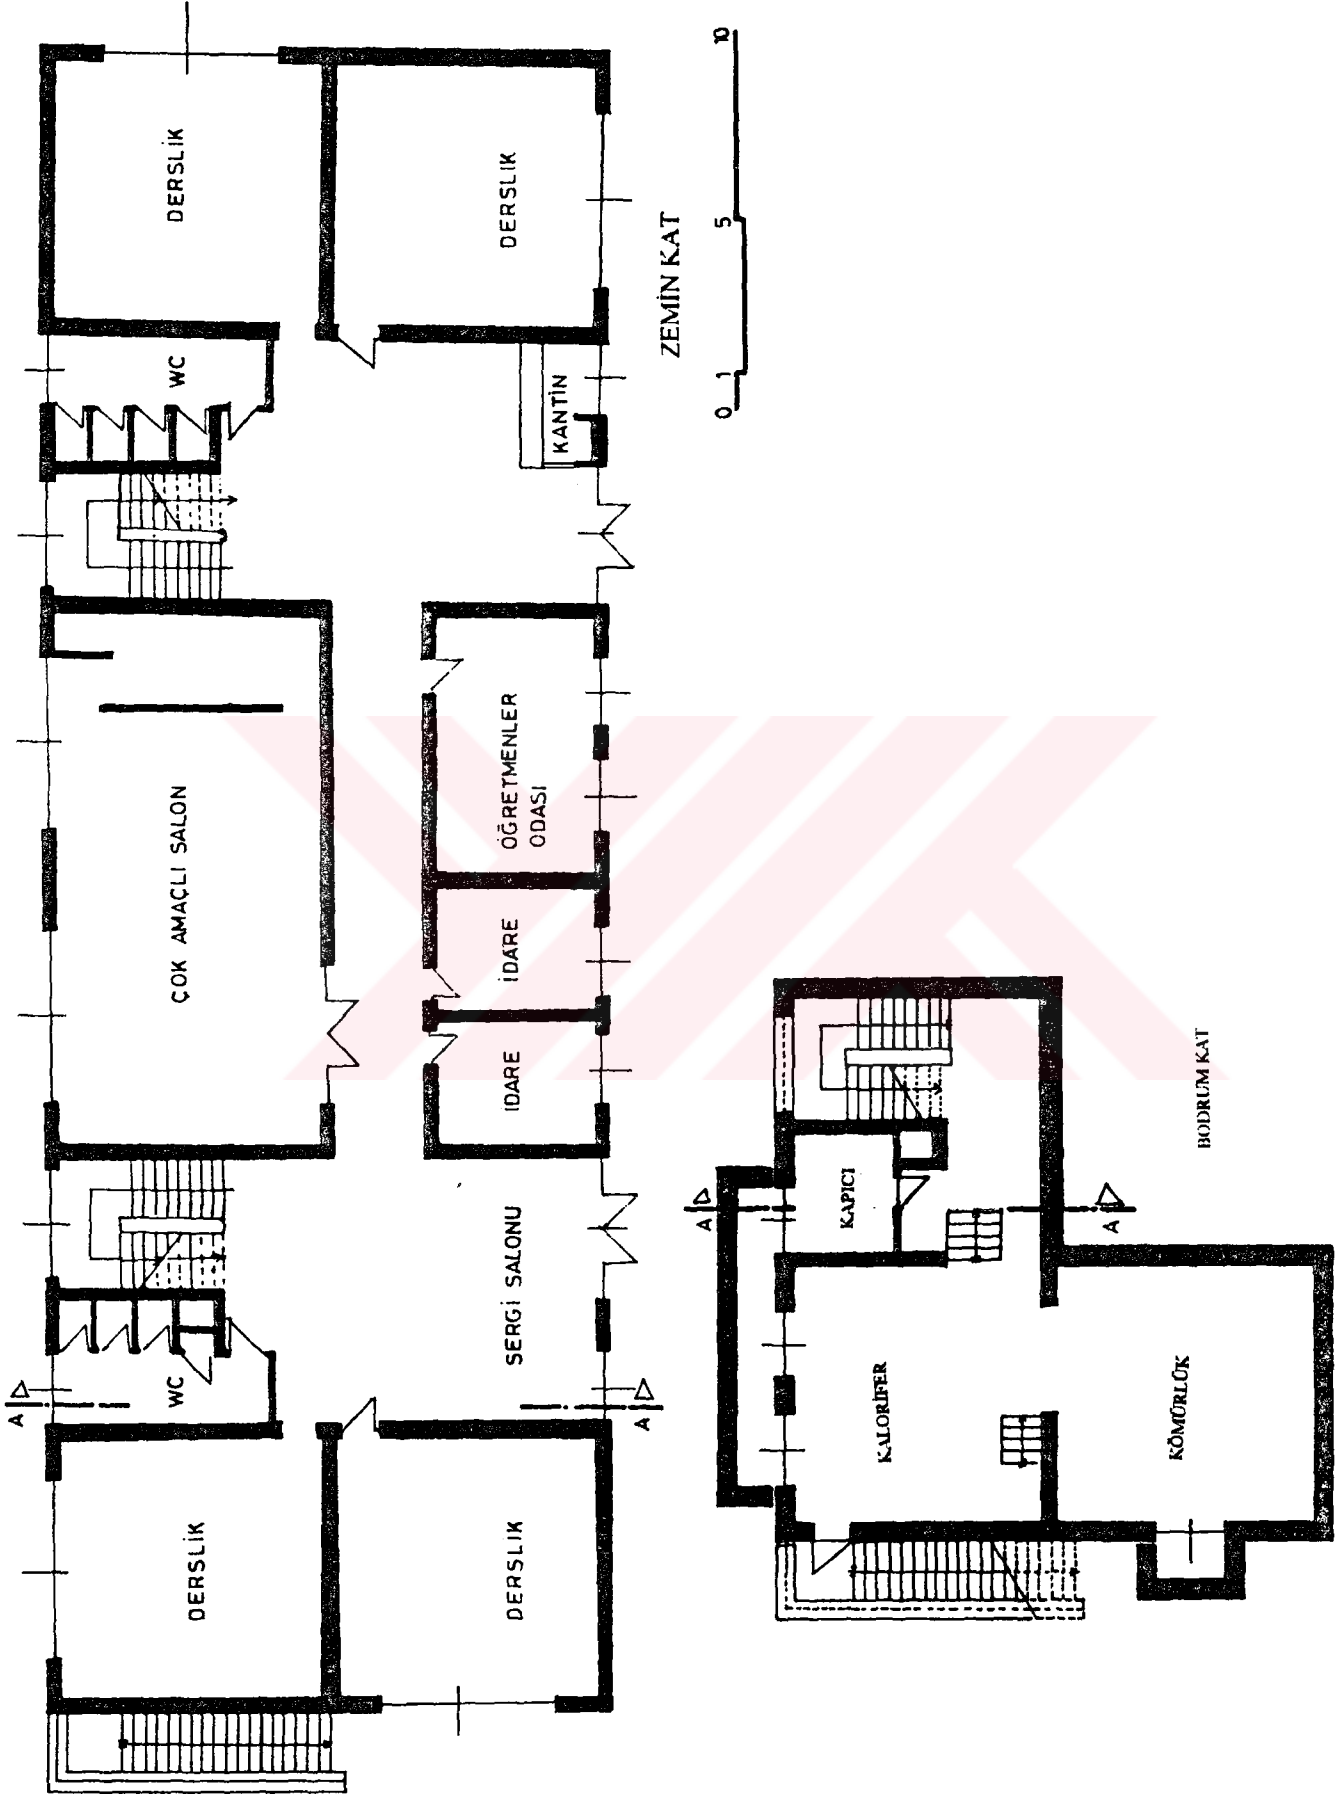 DERSLİK
DERSLİK
WC
KANTİN
ZEMİN KAT
0 1 5 10
ÇOK AMAÇLI SALON
ÖĞRETMENLER
ODASI
İDARE
İDARE
SERGİ SALONU
WC
A
A
DERSLİK
DERSLİK
A
A
KAPICI
KALORİFER
KÖMÜRLÜK
BODRUM KAT